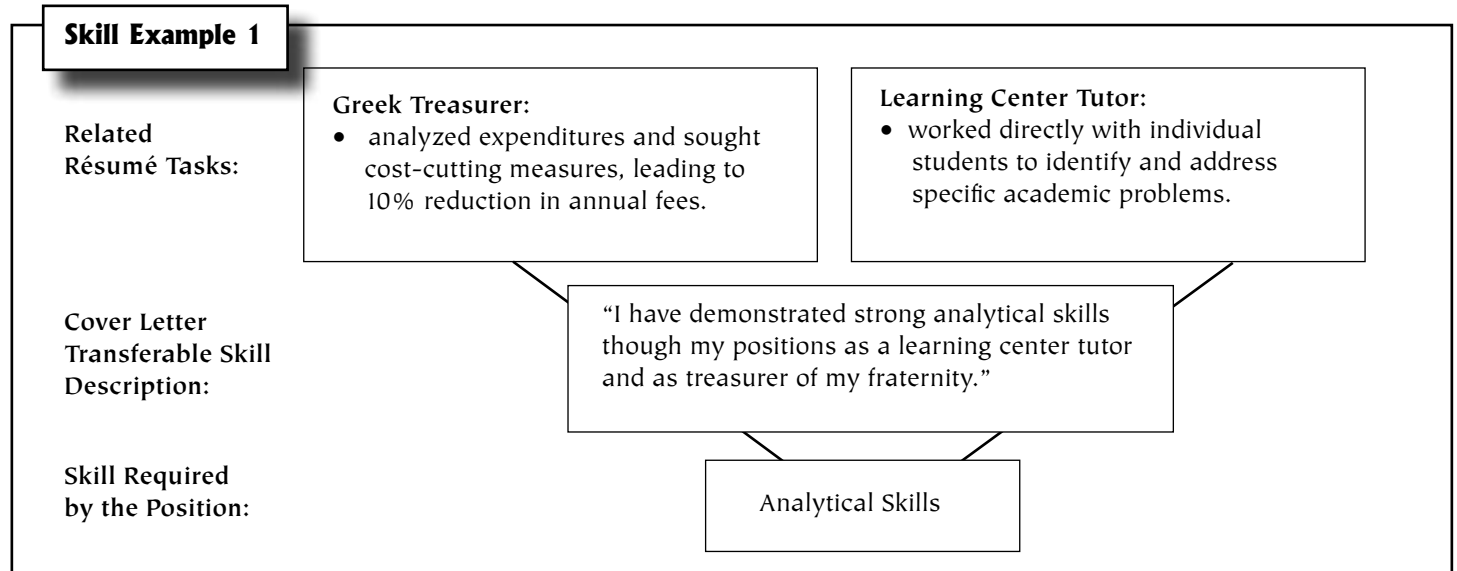 Skill Example 1
Related
Résumé Tasks:
Greek Treasurer:
• analyzed expenditures and sought
cost-cutting measures, leading to
10% reduction in annual fees.
Learning Center Tutor:
• worked directly with individual
students to identify and address
specific academic problems.
Cover Letter
Transferable Skill
Description:
“I have demonstrated strong analytical skills
though my positions as a learning center tutor
and as treasurer of my fraternity.”
Skill Required
by the Position:
Analytical Skills